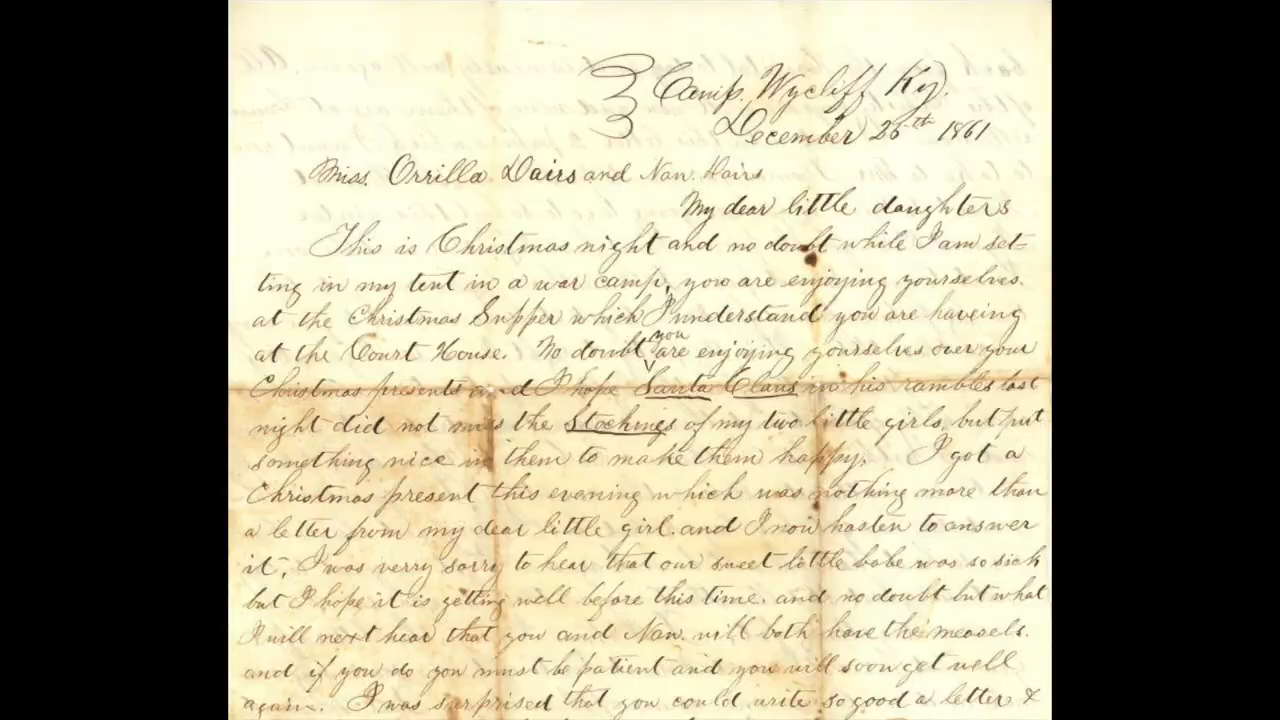 Camp. Wycliff Ky.
December 25th 1861
Miss. Orrilla Davis and Nan. Davis
My dear little daughters
This is Christmas night and no doubt while I am set=
ting in my tent in a war camp, you are enjoying yourselves.
at the Christmas Supper which I understand you are haveing
at the Court House. No doubt you are enjoying yourselves over your
Christmas presents and I hope Santa Claus in his rambles last
night did not miss the stockings of my two little girls, but put
something nice in them to make them happy. I got a
Christmas present this evening which was nothing more than
a letter from my dear little girl. and I now hasten to answer
it, I was verry sorry to hear that our sweet little babe was so sick
but I hope it is getting well before this time. and no doubt but what
I will next hear that you and Nan. will both have the measels.
and if you do you must be patient and you will soon get well
again. I was surprised that you could write so good a letter &